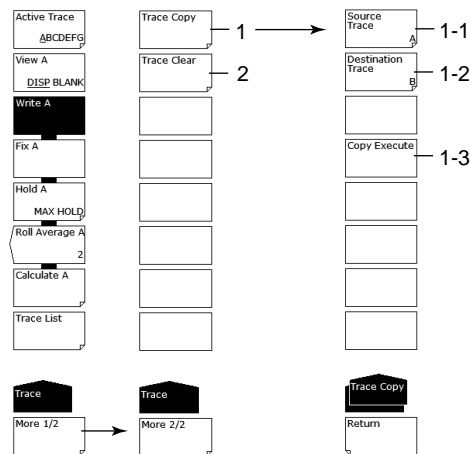 Active Trace
ABCDEFG
View A
DISP BLANK
Write A
Fix A
Hold A
MAX HOLD
Roll Average A
2
Calculate A
Trace List
Trace
More 1/2
Trace Copy
1
Trace Clear
2
Trace
More 2/2
Source
Trace
A
1-1
Destination
Trace
B
1-2
Copy Execute
1-3
Trace Copy
Return